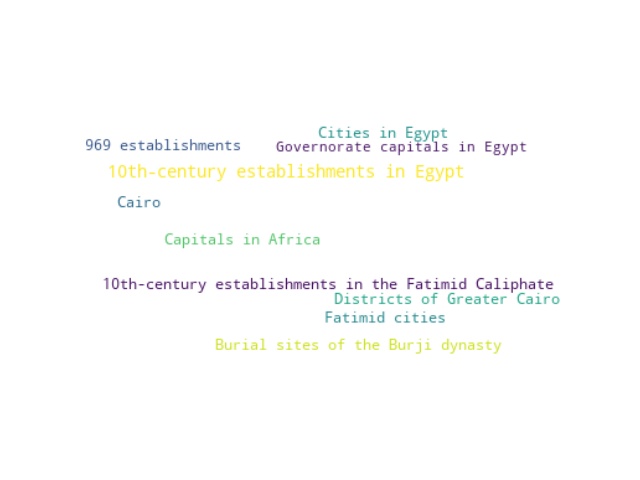 Cities in Egypt
969 establishments
Governorate capitals in Egypt
10th-century establishments in Egypt
Cairo
Capitals in Africa
10th-century establishments in the Fatimid Caliphate
Districts of Greater Cairo
Fatimid cities
Burial sites of the Burji dynasty